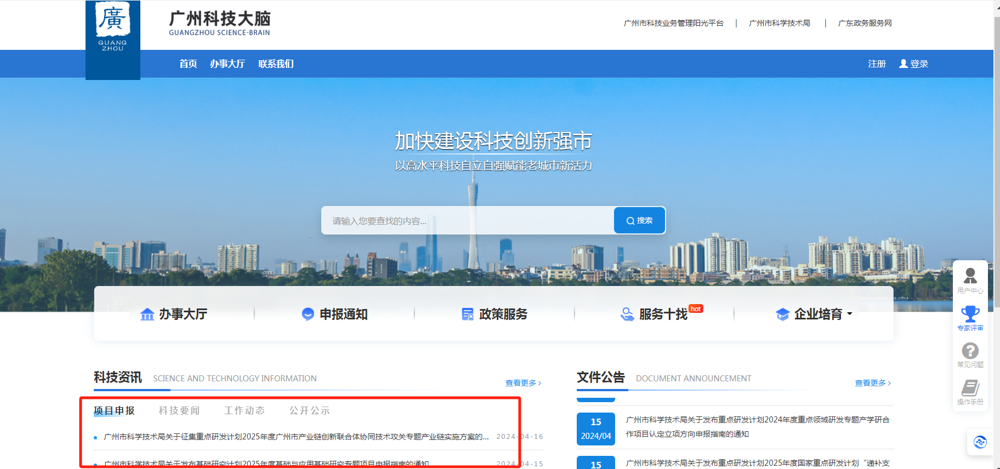 廣
GUANG
ZHOU
广州科技大脑
GUANGZHOU SCIENCE-BRAIN
广州市科技业务管理阳光平台 | 广州市科学技术局 | 广东政务服务网
首页 办事大厅 联系我们
注册 登录
加快建设科技创新强市
以高水平科技自立自强赋能老城市新活力
请输入您要查找的内容...
搜索
用户中心
专家评审
常见问题
操作手册
办事大厅
申报通知
政策服务
服务十找 hot
企业培育
科技资讯 SCIENCE AND TECHNOLOGY INFORMATION
查看更多 >
项目申报 科技要闻 工作动态 公开公示
广州市科学技术局关于征集重点研发计划2025年度广州市产业链创新联合体协同技术攻关专题产业链实施方案的... 2024-04-16
广州市科学技术局关于发布基础研究计划2025年度基础与应用基础研究专题项目申报指南的通知 2024-04-15
文件公告 DOCUMENT ANNOUNCEMENT
查看更多 >
15
2024/04
广州市科学技术局关于发布重点研发计划2024年度重点领域研发专题产学研合
作项目认定立项方向申报指南的通知
15
广州市科学技术局关于发布重点研发计划2025年度国家重点研发计划“递补支